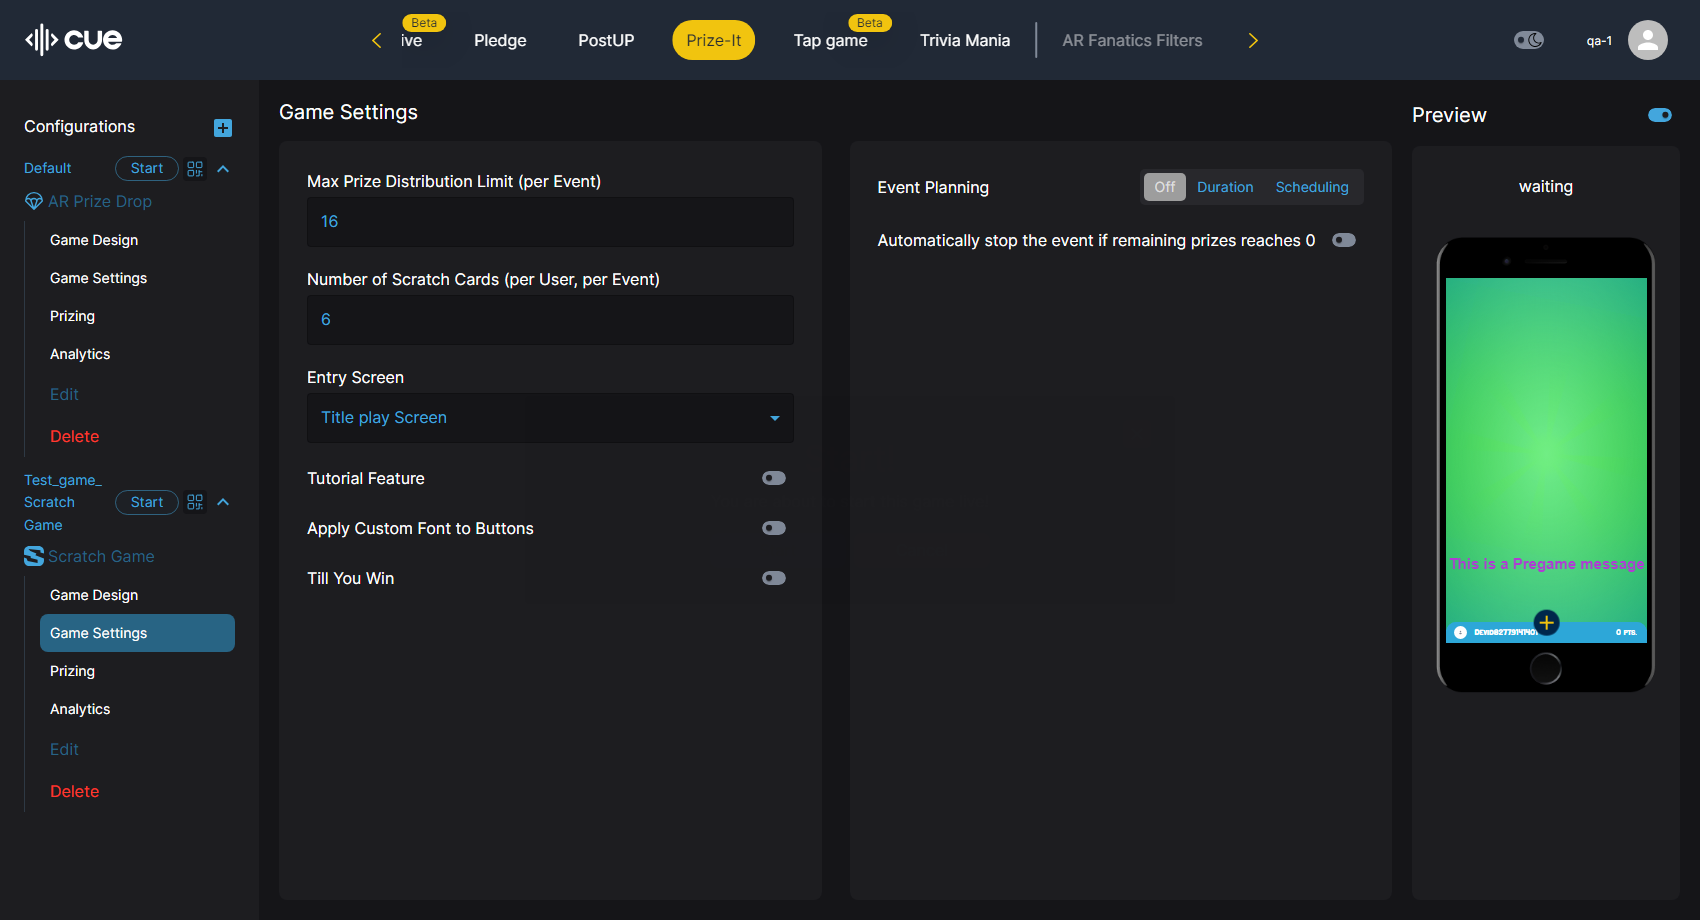 cue
Beta
ive
Pledge
PostUP
Prize-It
Beta
Tap game
Trivia Mania
AR Fanatics Filters
qa-1
Configurations
Default
Start
AR Prize Drop
Game Design
Game Settings
Prizing
Analytics
Edit
Delete
Test_game_
Scratch
Game
Start
Scratch Game
Game Design
Game Settings
Prizing
Analytics
Edit
Delete
Game Settings
Max Prize Distribution Limit (per Event)
16
Number of Scratch Cards (per User, per Event)
6
Entry Screen
Title play Screen
Tutorial Feature
Apply Custom Font to Buttons
Till You Win
Event Planning
Off
Duration
Scheduling
Automatically stop the event if remaining prizes reaches 0
Preview
waiting
This is a Pregame message
0 PTS.